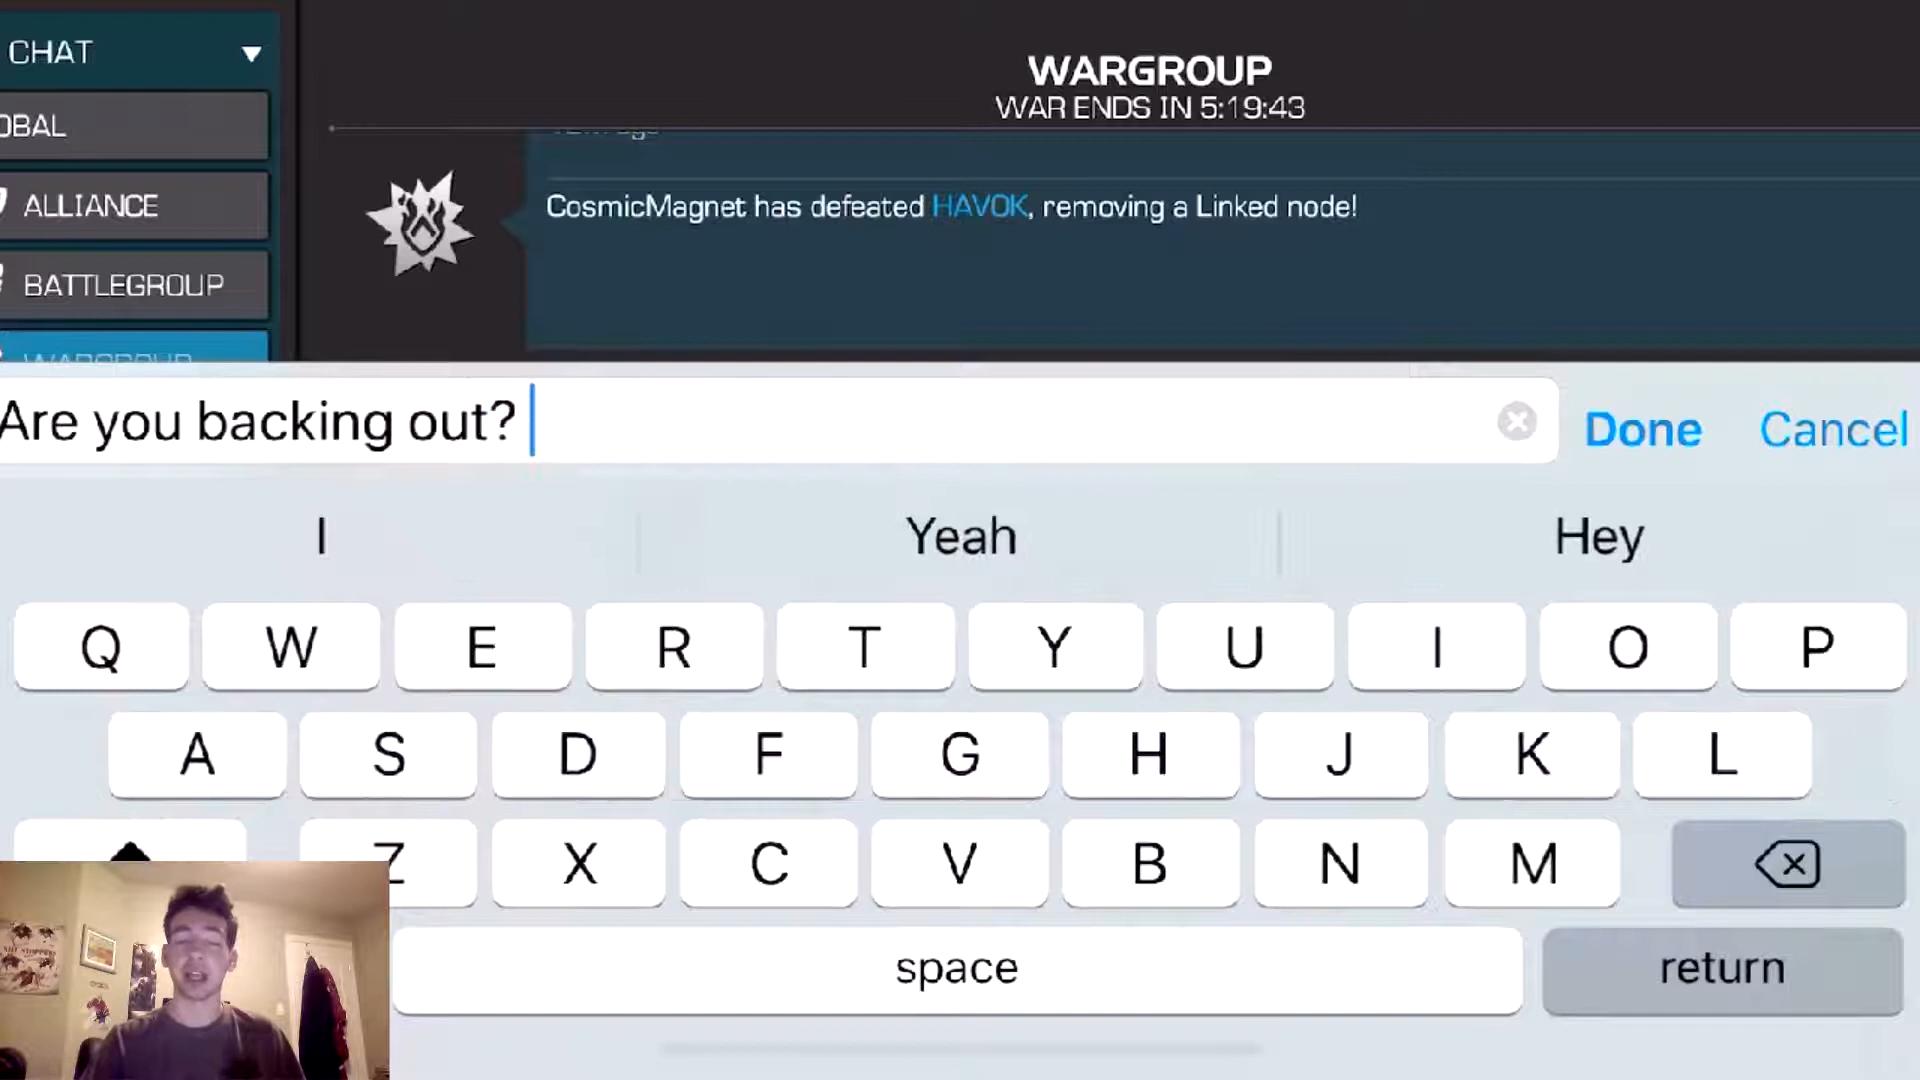 CHAT
OBAL
ALLIANCE
BATTLEGROUP
WARGROUP
WARGROUP
WAR ENDS IN 5:19:43
CosmicMagnet has defeated HAVOK, removing a Linked node!
Are you backing out?
Done
Cancel
I
Yeah
Hey
Q W E R T Y U I O P
A S D F G H J K L
Z X C V B N M
space
return